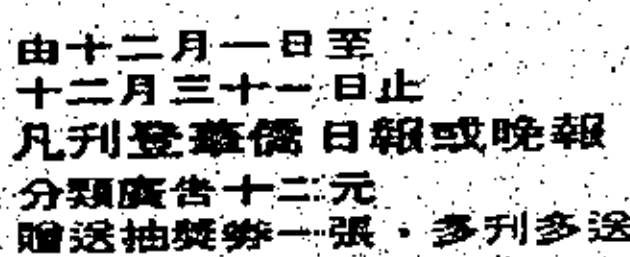 由十二月一日至
十二月三十一日止
凡刊登華僑日報或晚報
分類廣告十二元
贈送抽獎券一張・多刊多送